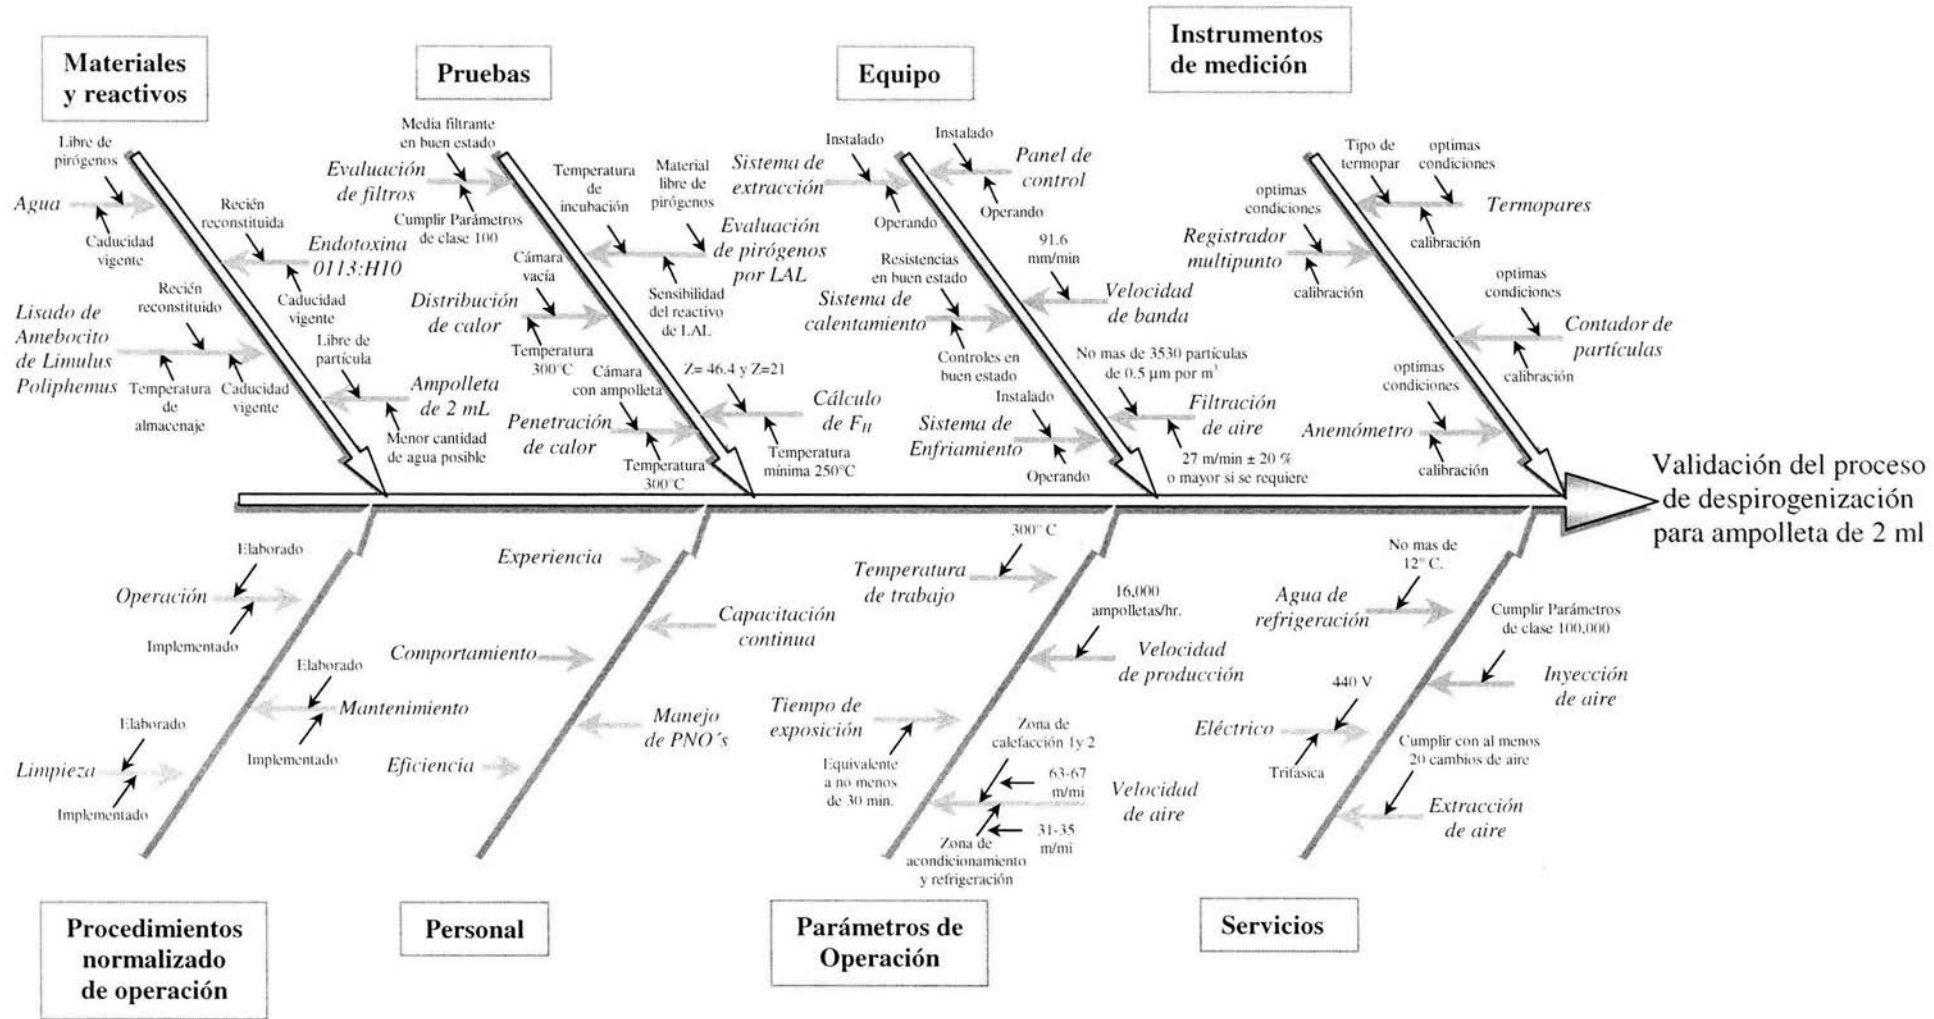 Materiales
y reactivos
Libre de
pirógenos
Agua
Caducidad
vigente
Recién
reconstituida
Endotoxina
0113:H10
Caducidad
vigente
Recién
reconstituido
Lisado de
Amebocito
de Limulus
Poliphemus
Temperatura
de
almacenaje
Caducidad
vigente
Libre de
partícula
Ampolleta
de 2 mL
Menor cantidad
de agua posible
Pruebas
Media filtrante
en buen estado
Evaluación
de filtros
Cumplir Parámetros
de clase 100
Temperatura
de
incubación
Material
libre de
pirógenos
Evaluación
de pirógenos
por LAL
Sensibilidad
del reactivo
de LAL
Cámara
vacía
Distribución
de calor
Temperatura
300°C
Cámara
con ampolleta
Penetración
de calor
Temperatura
300°C
Z= 46.4 y Z=21
Cálculo
de FH
Temperatura
mínima 250°C
Equipo
Instalado
Sistema de
extracción
Operando
Instalado
Panel de
control
Operando
Resistencias
en buen estado
Sistema de
calentamiento
Controles en
buen estado
91.6
mm/min
Velocidad
de banda
No mas de 3530 partículas
de 0.5 µm por m³
Filtración
de aire
27 m/min ± 20 %
o mayor si se requiere
Instalado
Sistema de
Enfriamiento
Operando
Instrumentos
de medición
Tipo de
termopar
optimas
condiciones
Termopares
calibración
optimas
condiciones
Registrador
multipunto
calibración
optimas
condiciones
Contador de
partículas
calibración
optimas
condiciones
Anemómetro
calibración
Validación del proceso
de despirogenización
para ampolleta de 2 ml
Elaborado
Operación
Implementado
Elaborado
Mantenimiento
Implementado
Elaborado
Limpieza
Implementado
Procedimientos
normalizado
de operación
Experiencia
Capacitación
continua
Comportamiento
Manejo
de PNO´s
Eficiencia
Personal
300° C
Temperatura
de trabajo
16,000
ampolletas/hr.
Velocidad
de producción
Tiempo de
exposición
Equivalente
a no menos
de 30 min.
Zona de
calefacción 1y 2
63-67
m/mi
Velocidad
de aire
31-35
m/mi
Zona de
acondicionamiento
y refrigeración
Parámetros de
Operación
No mas de
12° C.
Agua de
refrigeración
Cumplir Parámetros
de clase 100,000
Inyección
de aire
440 V
Eléctrico
Trifasica
Cumplir con al menos
20 cambios de aire
Extracción
de aire
Servicios